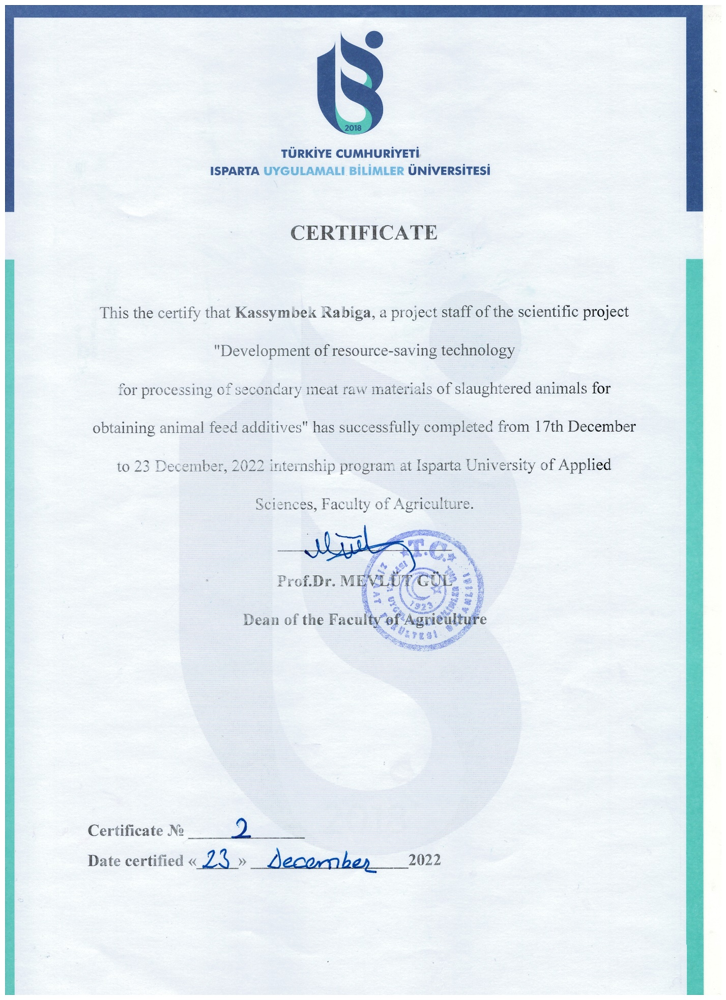 2018
TÜRKİYE CUMHURİYETİ
ISPARTA UYGULAMALI BİLİMLER ÜNİVERSİTESİ
CERTIFICATE
This the certify that Kassymbek Rabiga, a project staff of the scientific project
"Development of resource-saving technology
for processing of secondary meat raw materials of slaughtered animals for
obtaining animal feed additives" has successfully completed from 17th December
to 23 December, 2022 internship program at Isparta University of Applied
Sciences, Faculty of Agriculture.
T.C.
1923
Prof.Dr. MEVLÜT GÜL
Dean of the Faculty of Agriculture
Certificate № 2
Date certified « 23 » December 2022